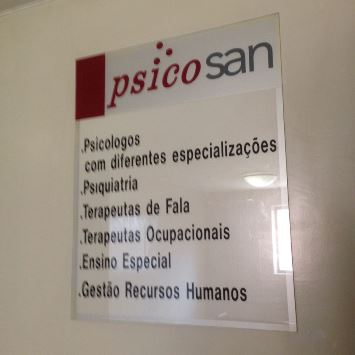 psicosan
.Psicologos
com diferentes especializações
.Psiquiatria
.Terapeutas de Fala
.Terapeutas Ocupacionais
.Ensino Especial
.Gestão Recursos Humanos